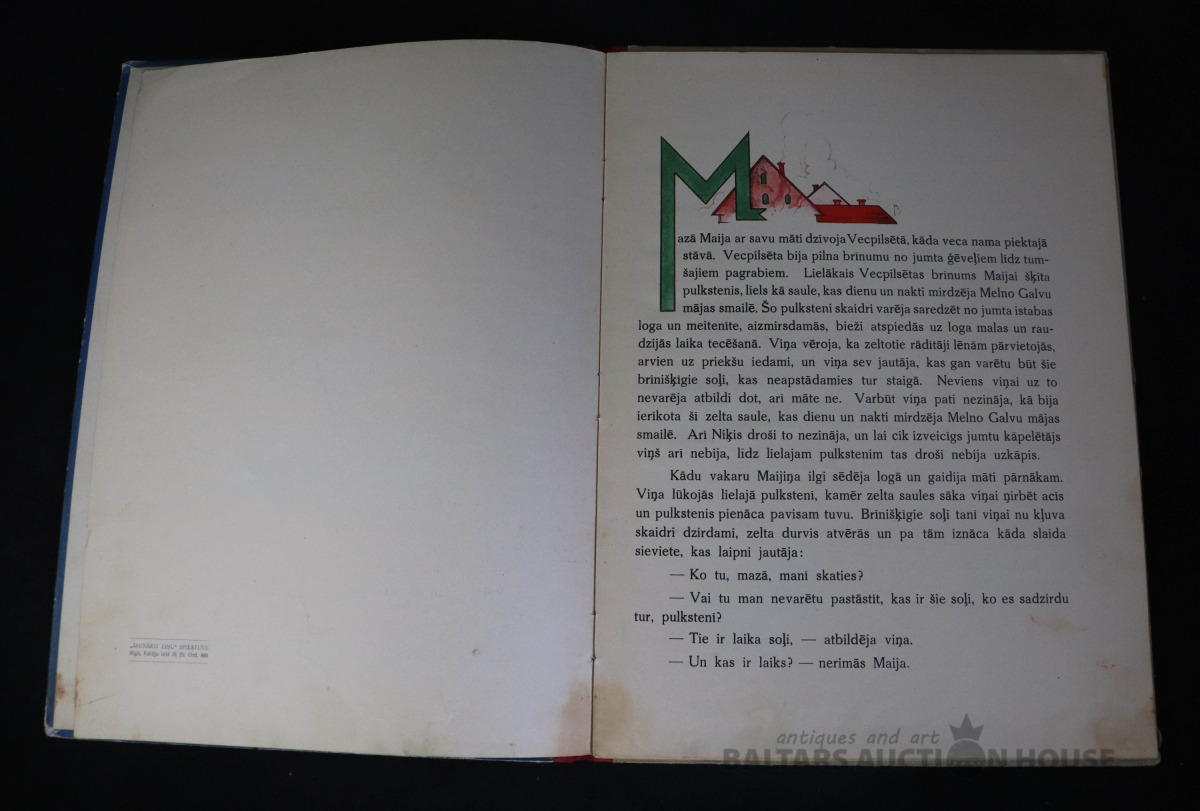 Mazā Maija ar savu māti dzīvoja Vecpilsētā, kāda veca nama piektajā
stāvā. Vecpilsēta bija pilna brīnumu no jumta ģēveļiem līdz tum-
šajiem pagrabiem. Lielākais Vecpilsētas brīnums Maijai šķita
pulkstenis, liels kā saule, kas dienu un nakti mirdzēja Melno Galvu
mājas smailē. Šo pulksteni skaidri varēja saredzēt no jumta istabas
loga un meitenīte, aizmirsdamās, bieži atspiedās uz loga malas un rau-
dzījās laika tecēšanā. Viņa vēroja, ka zeltotie rādītāji lēnām pārvietojās,
arvien uz priekšu iedami, un viņa sev jautāja, kas gan varētu būt šie
brīnišķīgie soļi, kas neapstādamies tur staigā. Neviens viņai uz to
nevarēja atbildi dot, arī māte ne. Varbūt viņa pati nezināja, kā bija
ierīkota šī zelta saule, kas dienu un nakti mirdzēja Melno Galvu mājas
smailē. Arī Niķis droši to nezināja, un lai cik izveicīgs jumtu kāpelētājs
viņš arī nebija, līdz lielajam pulkstenim tas droši nebija uzkāpis.
Kādu vakaru Maijiņa ilgi sēdēja logā un gaidīja māti pārnākam.
Viņa lūkojās lielajā pulkstenī, kamēr zelta saules sāka viņai ņirbēt acīs
un pulkstenis pienāca pavisam tuvu. Brīnišķīgie soļi tanī viņai nu kļuva
skaidri dzirdami, zelta durvis atvērās un pa tām iznāca kāda slaida
sieviete, kas laipni jautāja:
— Ko tu, mazā, manī skaties?
— Vai tu man nevarētu pastāstīt, kas ir šie soļi, ko es sadzirdu
tur, pulkstenī?
— Tie ir laika soļi, — atbildēja viņa.
— Un kas ir laiks? — nerimās Maija.
antiques and art
BALTARS AUCTION HOUSE